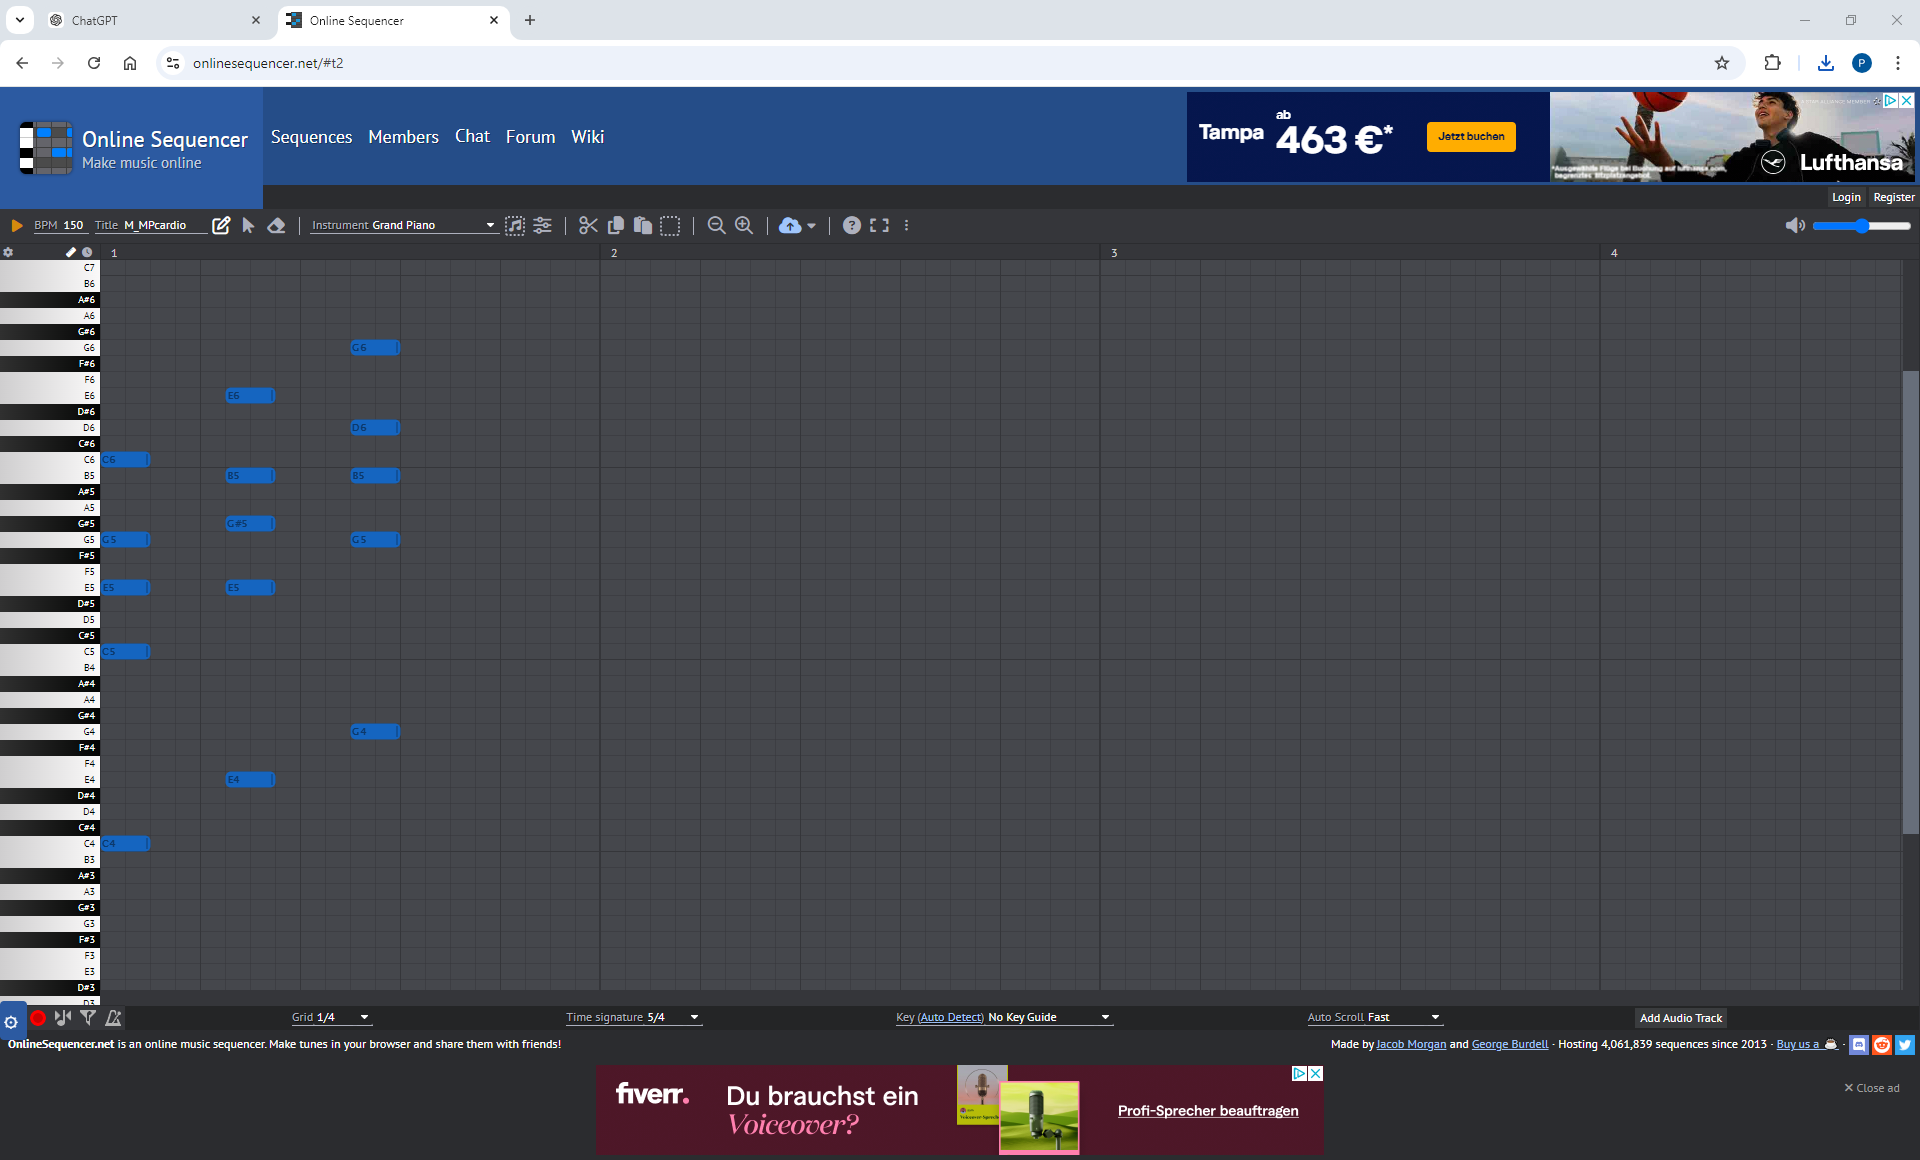 ChatGPT
Online Sequencer
onlinesequencer.net/#t2
P
Online Sequencer
Make music online
Sequences Members Chat Forum Wiki
Tampa ab 463 €*
Jetzt buchen
Lufthansa
Login Register
BPM 150 Title M_MPcardio Instrument Grand Piano
1 2 3 4
C7
B6
A#6
A6
G#6
G6 G6
F#6
F6
E6 E6
D#6
D6 D6
C#6
C6 C6
B5 B5 B5
A#5
A5
G#5 G#5
G5 G5 G5
F#5
F5
E5 E5 E5
D#5
D5
C#5
C5 C5
B4
A#4
A4
G#4
G4 G4
F#4
F4
E4 E4
D#4
D4
C#4
C4 C4
B3
A#3
A3
G#3
G3
F#3
F3
E3
D#3
D3
Grid 1/4 Time signature 5/4 Key (Auto Detect) No Key Guide Auto Scroll Fast Add Audio Track
OnlineSequencer.net is an online music sequencer. Make tunes in your browser and share them with friends!
Made by Jacob Morgan and George Burdell · Hosting 4,061,839 sequences since 2013 · Buy us a ·
fiverr.
Du brauchst ein
Voiceover?
Profi-Sprecher beauftragen
Close ad